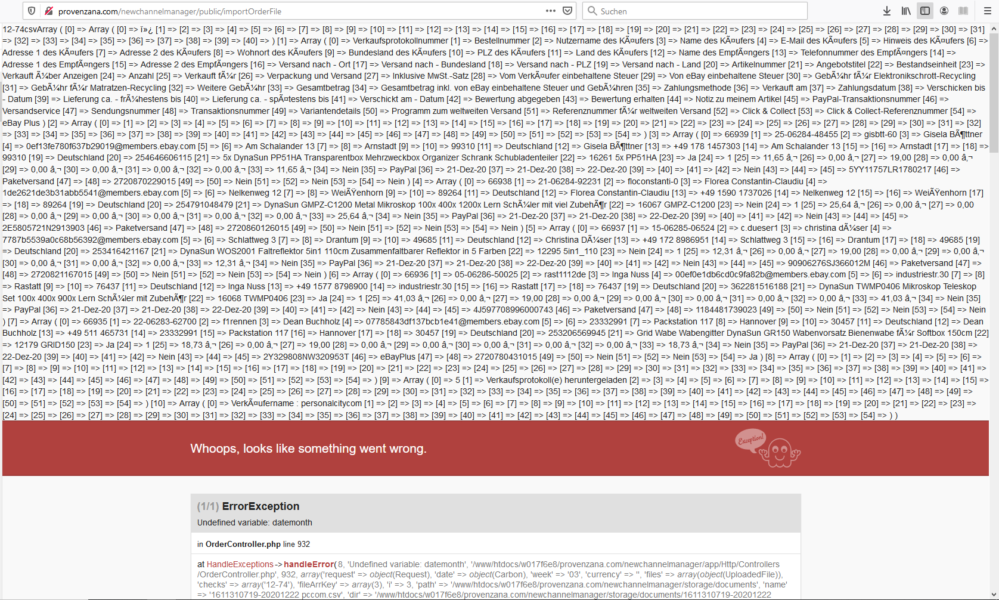 provenzana.com/newchannelmanager/public/importOrderFile
Suchen
12-74csvArray ( [0] => Array ( [0] => ï»¿ [1] => [2] => [3] => [4] => [5] => [6] => [7] => [8] => [9] => [10] => [11] => [12] => [13] => [14] => [15] => [16] => [17] => [18] => [19] => [20] => [21] => [22] => [23] => [24] => [25] => [26] => [27] => [28] => [29] => [30] => [31]
=> [32] => [33] => [34] => [35] => [36] => [37] => [38] => [39] => [40] => ) [1] => Array ( [0] => Verkaufsprotokollnummer [1] => Bestellnummer [2] => Nutzername des KÃ¤ufers [3] => Name des KÃ¤ufers [4] => E-Mail des KÃ¤ufers [5] => Hinweis des KÃ¤ufers [6] =>
Adresse 1 des KÃ¤ufers [7] => Adresse 2 des KÃ¤ufers [8] => Wohnort des KÃ¤ufers [9] => Bundesland des KÃ¤ufers [10] => PLZ des KÃ¤ufers [11] => Land des KÃ¤ufers [12] => Name des EmpfÃ¤ngers [13] => Telefonnummer des EmpfÃ¤ngers [14] =>
Adresse 1 des EmpfÃ¤ngers [15] => Adresse 2 des EmpfÃ¤ngers [16] => Versand nach - Ort [17] => Versand nach - Bundesland [18] => Versand nach - PLZ [19] => Versand nach - Land [20] => Artikelnummer [21] => Angebotstitel [22] => Bestandseinheit [23] =>
Verkauft Ã¼ber Anzeigen [24] => Anzahl [25] => Verkauft fÃ¼r [26] => Verpackung und Versand [27] => Inklusive MwSt.-Satz [28] => Vom VerkÃ¤ufer einbehaltene Steuer [29] => Von eBay einbehaltene Steuer [30] => GebÃ¼hr fÃ¼r Elektronikschrott-Recycling
[31] => GebÃ¼hr fÃ¼r Matratzen-Recycling [32] => Weitere GebÃ¼hr [33] => Gesamtbetrag [34] => Gesamtbetrag inkl. von eBay einbehaltene Steuer und GebÃ¼hren [35] => Zahlungsmethode [36] => Verkauft am [37] => Zahlungsdatum [38] => Verschicken bis
- Datum [39] => Lieferung ca. - frÃ¼hestens bis [40] => Lieferung ca. - spÃ¤testens bis [41] => Verschickt am - Datum [42] => Bewertung abgegeben [43] => Bewertung erhalten [44] => Notiz zu meinem Artikel [45] => PayPal-Transaktionsnummer [46] =>
Versandservice [47] => Sendungsnummer [48] => Transaktionsnummer [49] => Variantendetails [50] => Programm zum weltweiten Versand [51] => Referenznummer fÃ¼r weltweiten Versand [52] => Click & Collect [53] => Click & Collect-Referenznummer [54] =>
eBay Plus ) [2] => Array ( [0] => [1] => [2] => [3] => [4] => [5] => [6] => [7] => [8] => [9] => [10] => [11] => [12] => [13] => [14] => [15] => [16] => [17] => [18] => [19] => [20] => [21] => [22] => [23] => [24] => [25] => [26] => [27] => [28] => [29] => [30] => [31] => [32]
=> [33] => [34] => [35] => [36] => [37] => [38] => [39] => [40] => [41] => [42] => [43] => [44] => [45] => [46] => [47] => [48] => [49] => [50] => [51] => [52] => [53] => [54] => ) [3] => Array ( [0] => 66939 [1] => 25-06284-48455 [2] => gisbtt-60 [3] => Gisela BÃ¶ttner
[4] => 0ef13fe780f637b29019@members.ebay.com [5] => [6] => Am Schalander 13 [7] => [8] => Arnstadt [9] => [10] => 99310 [11] => Deutschland [12] => Gisela BÃ¶ttner [13] => +49 178 1457303 [14] => Am Schalander 13 [15] => [16] => Arnstadt [17] => [18] =>
99310 [19] => Deutschland [20] => 254646606115 [21] => 5x DynaSun PP51HA Transparentbox Mehrzweckbox Organizer Schrank Schubladenteiler [22] => 16261 5x PP51HA [23] => Ja [24] => 1 [25] => 11,65 â‚¬ [26] => 0,00 â‚¬ [27] => 19,00 [28] => 0,00 â‚¬
[29] => 0,00 â‚¬ [30] => 0,00 â‚¬ [31] => 0,00 â‚¬ [32] => 0,00 â‚¬ [33] => 11,65 â‚¬ [34] => Nein [35] => PayPal [36] => 21-Dez-20 [37] => 21-Dez-20 [38] => 22-Dez-20 [39] => [40] => [41] => [42] => Nein [43] => [44] => [45] => 5YY11757LR1780217 [46] =>
Paketversand [47] => [48] => 2720870229015 [49] => [50] => Nein [51] => [52] => Nein [53] => [54] => Nein ) [4] => Array ( [0] => 66938 [1] => 21-06284-92231 [2] => floconstanti-0 [3] => Florea Constantin-Claudiu [4] =>
1de2621de3b31abb5541@members.ebay.com [5] => [6] => Nelkenweg 12 [7] => [8] => WeiÃŸenhorn [9] => [10] => 89264 [11] => Deutschland [12] => Florea Constantin-Claudiu [13] => +49 1590 1737026 [14] => Nelkenweg 12 [15] => [16] => WeiÃŸenhorn [17]
=> [18] => 89264 [19] => Deutschland [20] => 254791048479 [21] => DynaSun GMPZ-C1200 Metal Mikroskop 100x 400x 1200x Lern SchÃ¼ler mit viel ZubehÃ¶r [22] => 16067 GMPZ-C1200 [23] => Nein [24] => 1 [25] => 25,64 â‚¬ [26] => 0,00 â‚¬ [27] => 0,00
[28] => 0,00 â‚¬ [29] => 0,00 â‚¬ [30] => 0,00 â‚¬ [31] => 0,00 â‚¬ [32] => 0,00 â‚¬ [33] => 25,64 â‚¬ [34] => Nein [35] => PayPal [36] => 21-Dez-20 [37] => 21-Dez-20 [38] => 22-Dez-20 [39] => [40] => [41] => [42] => Nein [43] => [44] => [45] =>
2E5805721N2913903 [46] => Paketversand [47] => [48] => 2720860126015 [49] => [50] => Nein [51] => [52] => Nein [53] => [54] => Nein ) [5] => Array ( [0] => 66937 [1] => 15-06285-06524 [2] => c.dueser1 [3] => christina dÃ¼ser [4] =>
7787b5539a0c68b56392@members.ebay.com [5] => [6] => Schlattweg 3 [7] => [8] => Drantum [9] => [10] => 49685 [11] => Deutschland [12] => Christina DÃ¼ser [13] => +49 172 8986951 [14] => Schlattweg 3 [15] => [16] => Drantum [17] => [18] => 49685 [19]
=> Deutschland [20] => 253416421167 [21] => DynaSun WOS2001 Faltreflektor 5in1 110cm Zusammenfaltbarer Reflektor in 5 Farben [22] => 12295 5in1_110 [23] => Nein [24] => 1 [25] => 12,31 â‚¬ [26] => 0,00 â‚¬ [27] => 19,00 [28] => 0,00 â‚¬ [29] => 0,00 â‚¬
[30] => 0,00 â‚¬ [31] => 0,00 â‚¬ [32] => 0,00 â‚¬ [33] => 12,31 â‚¬ [34] => Nein [35] => PayPal [36] => 21-Dez-20 [37] => 21-Dez-20 [38] => 22-Dez-20 [39] => [40] => [41] => [42] => Nein [43] => [44] => [45] => 90906276SJ366012M [46] => Paketversand [47] =>
[48] => 2720821167015 [49] => [50] => Nein [51] => [52] => Nein [53] => [54] => Nein ) [6] => Array ( [0] => 66936 [1] => 05-06286-50025 [2] => rast1112de [3] => Inga Nuss [4] => 00ef0e1db6cd0c9fa82b@members.ebay.com [5] => [6] => industriestr.30 [7] => [8]
=> Rastatt [9] => [10] => 76437 [11] => Deutschland [12] => Inga Nuss [13] => +49 1577 8798900 [14] => industriestr.30 [15] => [16] => Rastatt [17] => [18] => 76437 [19] => Deutschland [20] => 362281516188 [21] => DynaSun TWMP0406 Mikroskop Teleskop
Set 100x 400x 900x Lern SchÃ¼ler mit ZubehÃ¶r [22] => 16068 TWMP0406 [23] => Ja [24] => 1 [25] => 41,03 â‚¬ [26] => 0,00 â‚¬ [27] => 19,00 [28] => 0,00 â‚¬ [29] => 0,00 â‚¬ [30] => 0,00 â‚¬ [31] => 0,00 â‚¬ [32] => 0,00 â‚¬ [33] => 41,03 â‚¬ [34] => Nein [35]
=> PayPal [36] => 21-Dez-20 [37] => 21-Dez-20 [38] => 22-Dez-20 [39] => [40] => [41] => [42] => Nein [43] => [44] => [45] => 4J597708996000743 [46] => Paketversand [47] => [48] => 1184481739023 [49] => [50] => Nein [51] => [52] => Nein [53] => [54] => Nein
) [7] => Array ( [0] => 66935 [1] => 22-06283-62700 [2] => f1rennen [3] => Dean Buchholz [4] => 07785843df137bcb1e41@members.ebay.com [5] => [6] => 23332991 [7] => Packstation 117 [8] => Hannover [9] => [10] => 30457 [11] => Deutschland [12] => Dean
Buchholz [13] => +49 511 465731 [14] => 23332991 [15] => Packstation 117 [16] => Hannover [17] => [18] => 30457 [19] => Deutschland [20] => 253206569945 [21] => Grid Wabe Wabengitter DynaSun GR150 Wabenvorsatz Bienenwabe fÃ¼r Softbox 150cm [22]
=> 12179 GRID150 [23] => Ja [24] => 1 [25] => 18,73 â‚¬ [26] => 0,00 â‚¬ [27] => 19,00 [28] => 0,00 â‚¬ [29] => 0,00 â‚¬ [30] => 0,00 â‚¬ [31] => 0,00 â‚¬ [32] => 0,00 â‚¬ [33] => 18,73 â‚¬ [34] => Nein [35] => PayPal [36] => 21-Dez-20 [37] => 21-Dez-20 [38] =>
22-Dez-20 [39] => [40] => [41] => [42] => Nein [43] => [44] => [45] => 2Y329808NW320953T [46] => eBayPlus [47] => [48] => 2720780431015 [49] => [50] => Nein [51] => [52] => Nein [53] => [54] => Ja ) [8] => Array ( [0] => [1] => [2] => [3] => [4] => [5] => [6]
=> [7] => [8] => [9] => [10] => [11] => [12] => [13] => [14] => [15] => [16] => [17] => [18] => [19] => [20] => [21] => [22] => [23] => [24] => [25] => [26] => [27] => [28] => [29] => [30] => [31] => [32] => [33] => [34] => [35] => [36] => [37] => [38] => [39] => [40] => [41] =>
[42] => [43] => [44] => [45] => [46] => [47] => [48] => [49] => [50] => [51] => [52] => [53] => [54] => ) [9] => Array ( [0] => 5 [1] => Verkaufsprotokoll(e) heruntergeladen [2] => [3] => [4] => [5] => [6] => [7] => [8] => [9] => [10] => [11] => [12] => [13] => [14] => [15] =>
[16] => [17] => [18] => [19] => [20] => [21] => [22] => [23] => [24] => [25] => [26] => [27] => [28] => [29] => [30] => [31] => [32] => [33] => [34] => [35] => [36] => [37] => [38] => [39] => [40] => [41] => [42] => [43] => [44] => [45] => [46] => [47] => [48] => [49] =>
[50] => [51] => [52] => [53] => [54] => ) [10] => Array ( [0] => VerkÃ¤ufername : personalcitycom [1] => [2] => [3] => [4] => [5] => [6] => [7] => [8] => [9] => [10] => [11] => [12] => [13] => [14] => [15] => [16] => [17] => [18] => [19] => [20] => [21] => [22] => [23] =>
[24] => [25] => [26] => [27] => [28] => [29] => [30] => [31] => [32] => [33] => [34] => [35] => [36] => [37] => [38] => [39] => [40] => [41] => [42] => [43] => [44] => [45] => [46] => [47] => [48] => [49] => [50] => [51] => [52] => [53] => [54] => ) )
Exception!
Whoops, looks like something went wrong.
(1/1) ErrorException
Undefined variable: datemonth
in OrderController.php line 932
at HandleExceptions->handleError(8, 'Undefined variable: datemonth', '/www/htdocs/w017f6e8/provenzana.com/newchannelmanager/app/Http/Controllers
/OrderController.php', 932, array('request' => object(Request), 'date' => object(Carbon), 'week' => '03', 'currency' => '', 'files' => array(object(UploadedFile)),
'checks' => array('12-74'), 'fileArrKey' => array(3), 'i' => 3, 'path' => '/www/htdocs/w017f6e8/provenzana.com/newchannelmanager/storage/documents', 'name'
=> '1611310719-20201222 pccom.csv', 'dir' => '/www/htdocs/w017f6e8/provenzana.com/newchannelmanager/storage/documents/1611310719-20201222